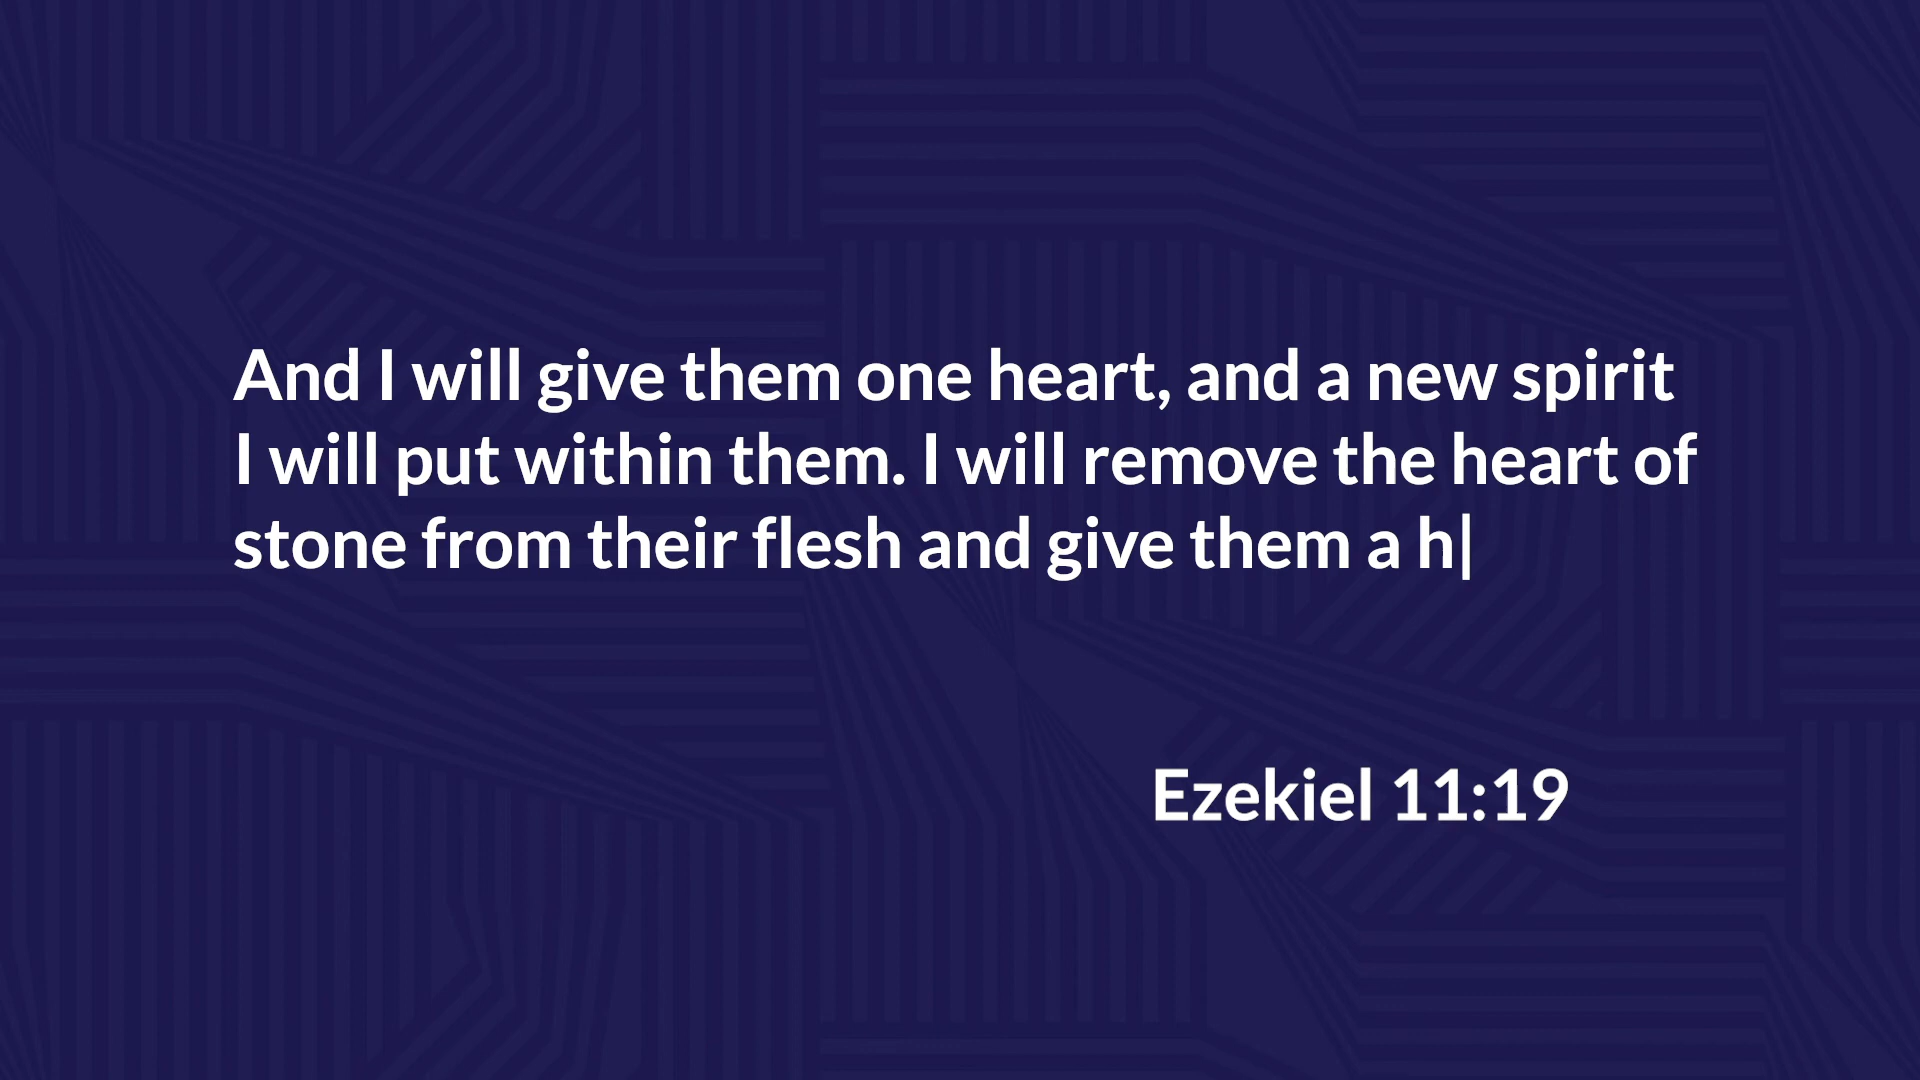 And I will give them one heart, and a new spirit
I will put within them. I will remove the heart of
stone from their flesh and give them a h|
Ezekiel 11:19